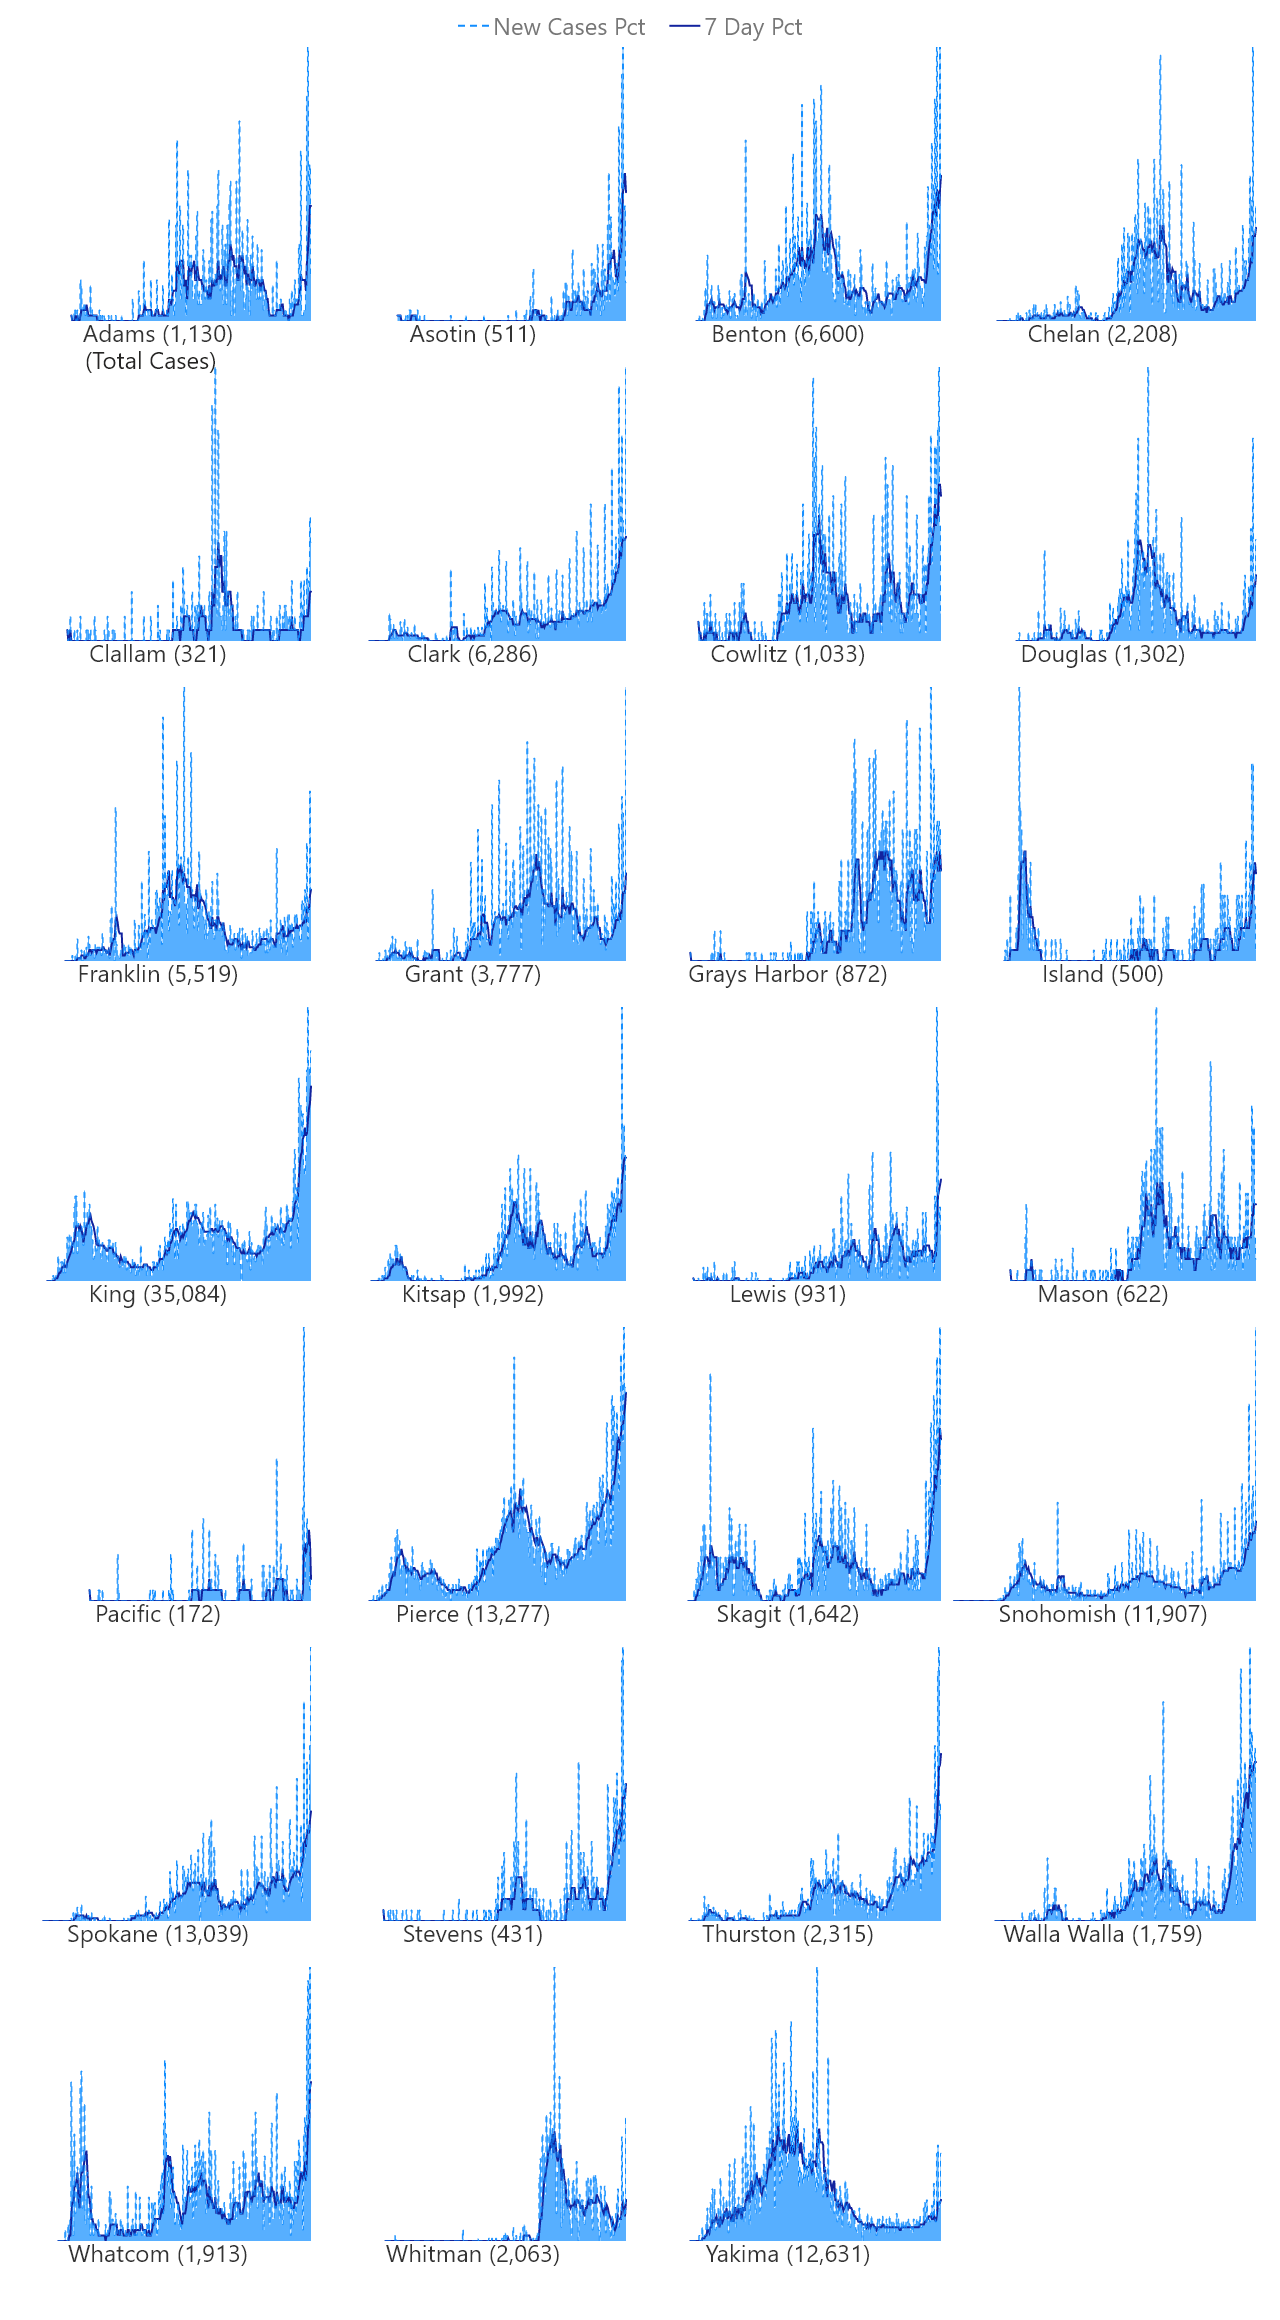 New Cases Pct 7 Day Pct
Adams (1,130) Asotin (511) Benton (6,600) Chelan (2,208)
(Total Cases)
Clallam (321) Clark (6,286) Cowlitz (1,033) Douglas (1,302)
Franklin (5,519) Grant (3,777) Grays Harbor (872) Island (500)
King (35,084) Kitsap (1,992) Lewis (931) Mason (622)
Pacific (172) Pierce (13,277) Skagit (1,642) Snohomish (11,907)
Spokane (13,039) Stevens (431) Thurston (2,315) Walla Walla (1,759)
Whatcom (1,913) Whitman (2,063) Yakima (12,631)